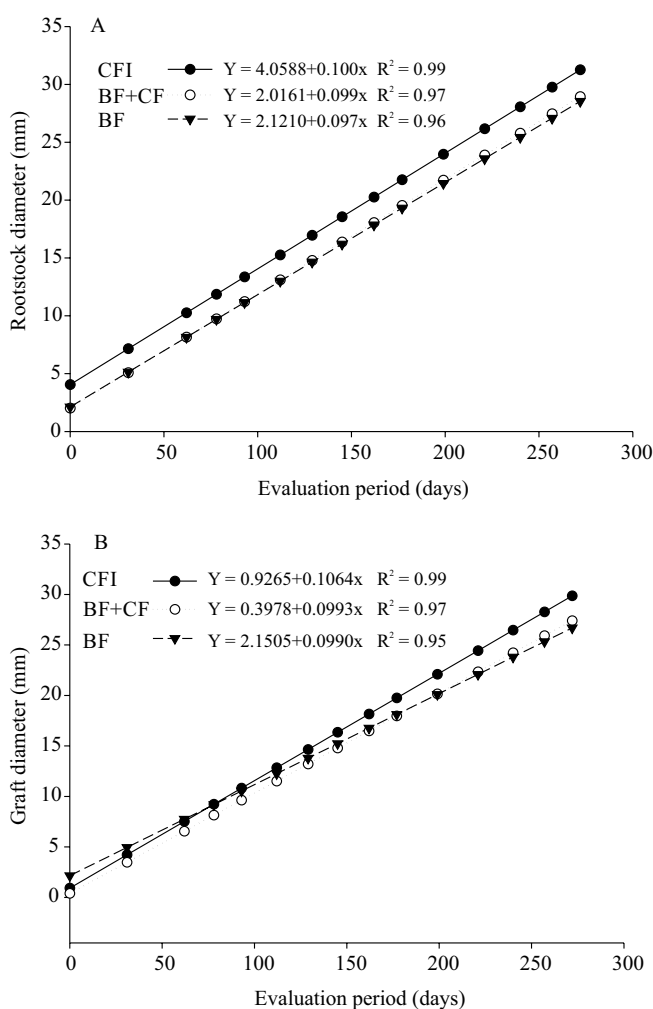 A
CFI Y = 4.0588+0.100x R² = 0.99
BF+CF Y = 2.0161+0.099x R² = 0.97
BF Y = 2.1210+0.097x R² = 0.96
35
30
25
20
15
10
5
0
Rootstock diameter (mm)
0 50 100 150 200 250 300
Evaluation period (days)
B
CFI Y = 0.9265+0.1064x R² = 0.99
BF+CF Y = 0.3978+0.0993x R² = 0.97
BF Y = 2.1505+0.0990x R² = 0.95
35
30
25
20
15
10
5
0
Graft diameter (mm)
0 50 100 150 200 250 300
Evaluation period (days)